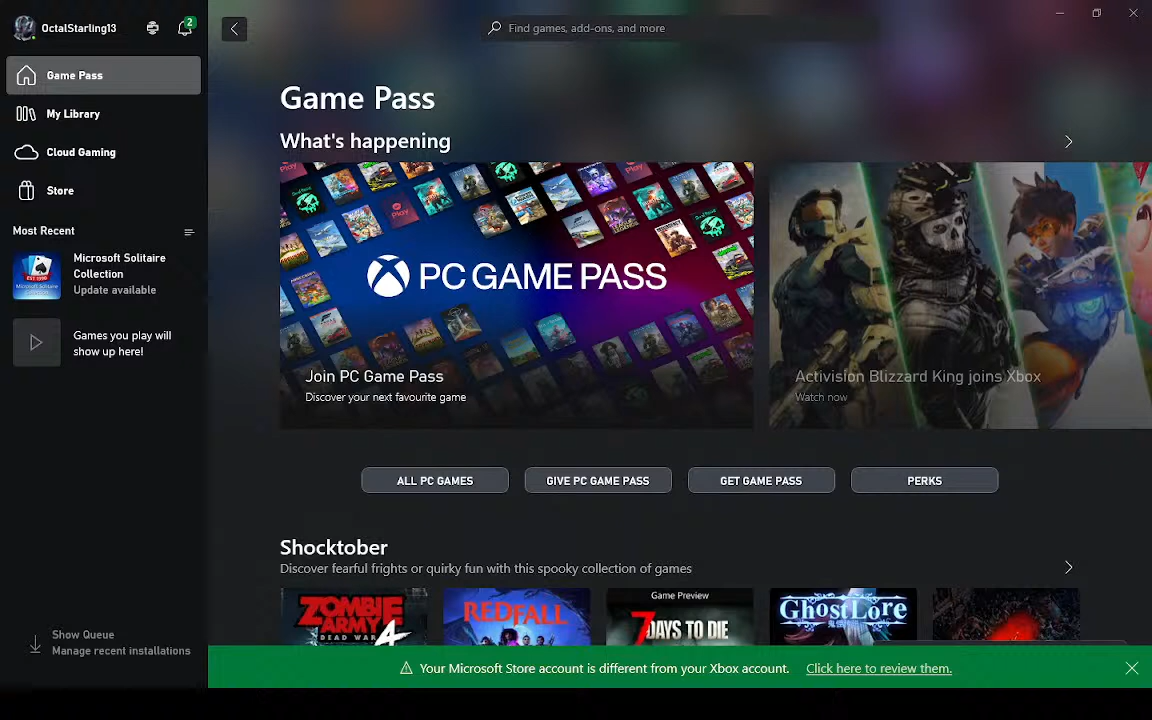 OctalStarling13
2
Find games, add-ons, and more
Game Pass
My Library
Cloud Gaming
Store
Most Recent
Microsoft Solitaire
Collection
Update available
Games you play will
show up here!
Show Queue
Manage recent installations
Game Pass
What's happening
PC GAME PASS
Join PC Game Pass
Discover your next favourite game
Activision Blizzard King joins Xbox
Watch now
ALL PC GAMES
GIVE PC GAME PASS
GET GAME PASS
PERKS
Shocktober
Discover fearful frights or quirky fun with this spooky collection of games
ZOMBIE
ARMY
DEAD WAR 4
REDFALL
Game Preview
7 DAYS TO DIE
GHOSTLORE
Your Microsoft Store account is different from your Xbox account. Click here to review them.